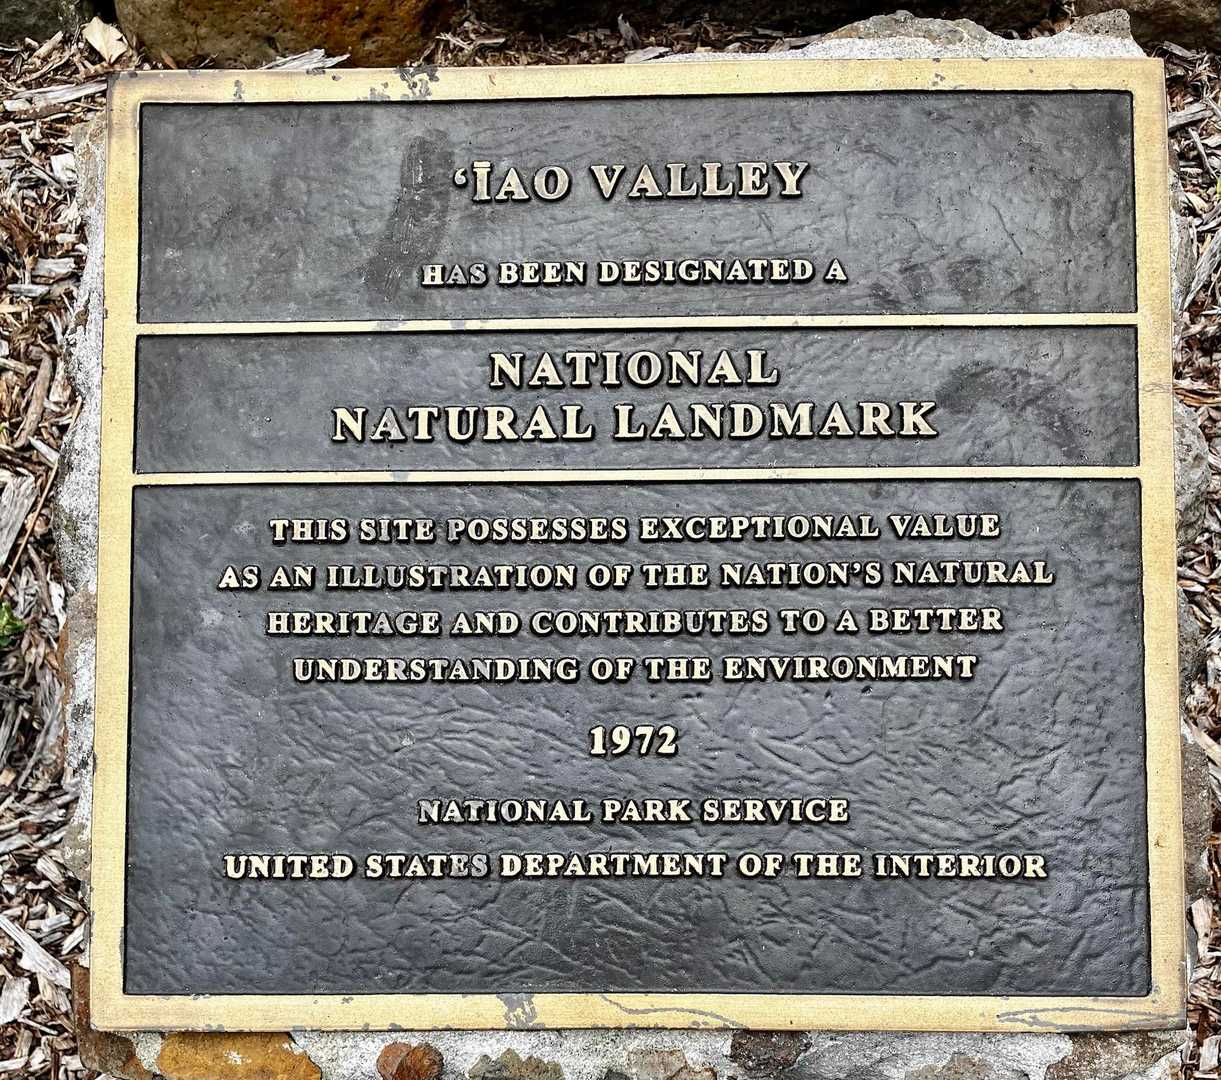 ‘ĪAO VALLEY
HAS BEEN DESIGNATED A
NATIONAL
NATURAL LANDMARK
THIS SITE POSSESSES EXCEPTIONAL VALUE
AS AN ILLUSTRATION OF THE NATION’S NATURAL
HERITAGE AND CONTRIBUTES TO A BETTER
UNDERSTANDING OF THE ENVIRONMENT
1972
NATIONAL PARK SERVICE
UNITED STATES DEPARTMENT OF THE INTERIOR